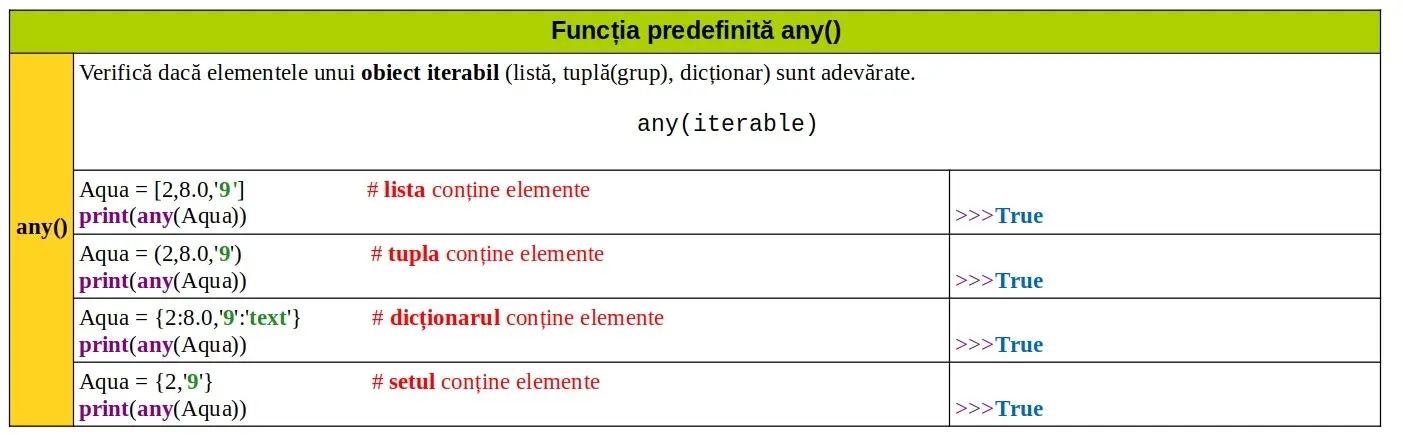 Funcția predefinită any()
any()
Verifică dacă elementele unui obiect iterabil (listă, tuplă(grup), dicționar) sunt adevărate.
any(iterable)
Aqua = [2,8.0,'9'] # lista conține elemente
print(any(Aqua))
>>>True
Aqua = (2,8.0,'9') # tupla conține elemente
print(any(Aqua))
>>>True
Aqua = {2:8.0,'9':'text'} # dicționarul conține elemente
print(any(Aqua))
>>>True
Aqua = {2,'9'} # setul conține elemente
print(any(Aqua))
>>>True